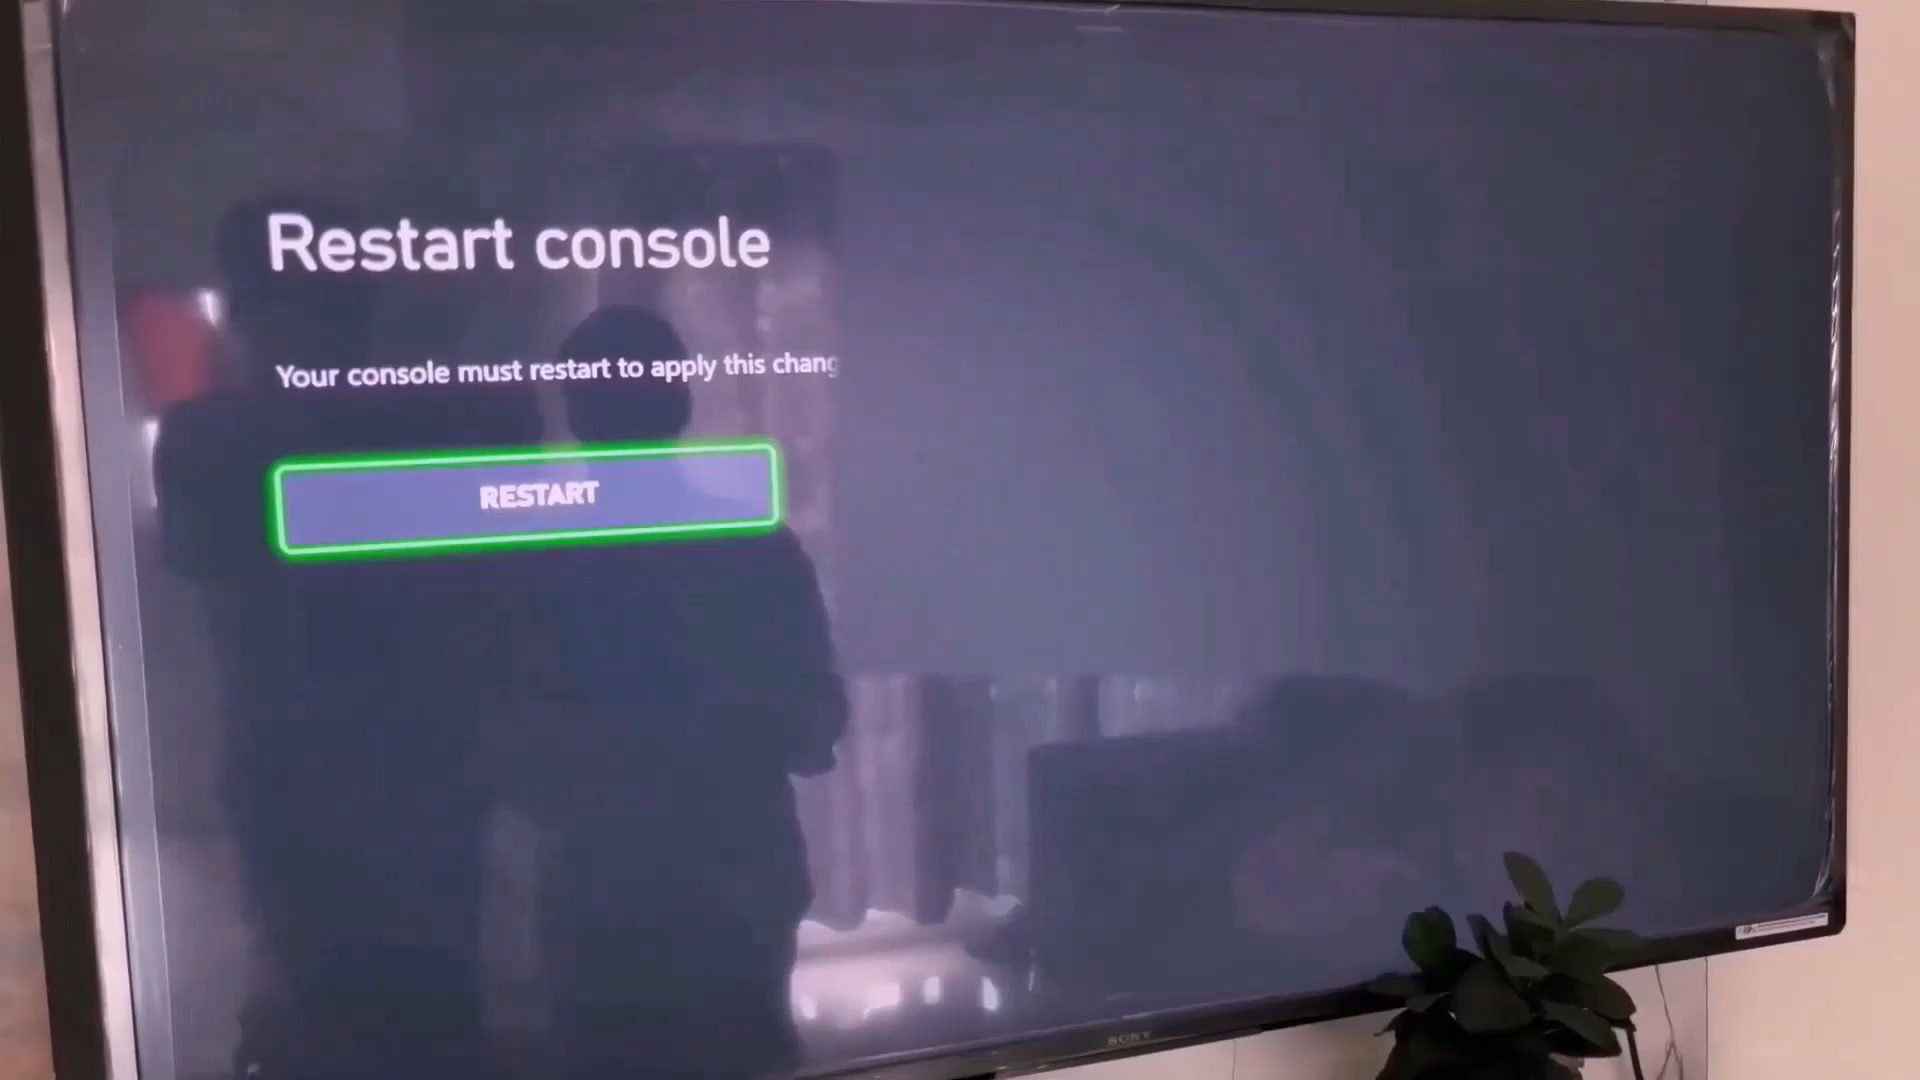 Restart console
Your console must restart to apply this chang
RESTART
SONY